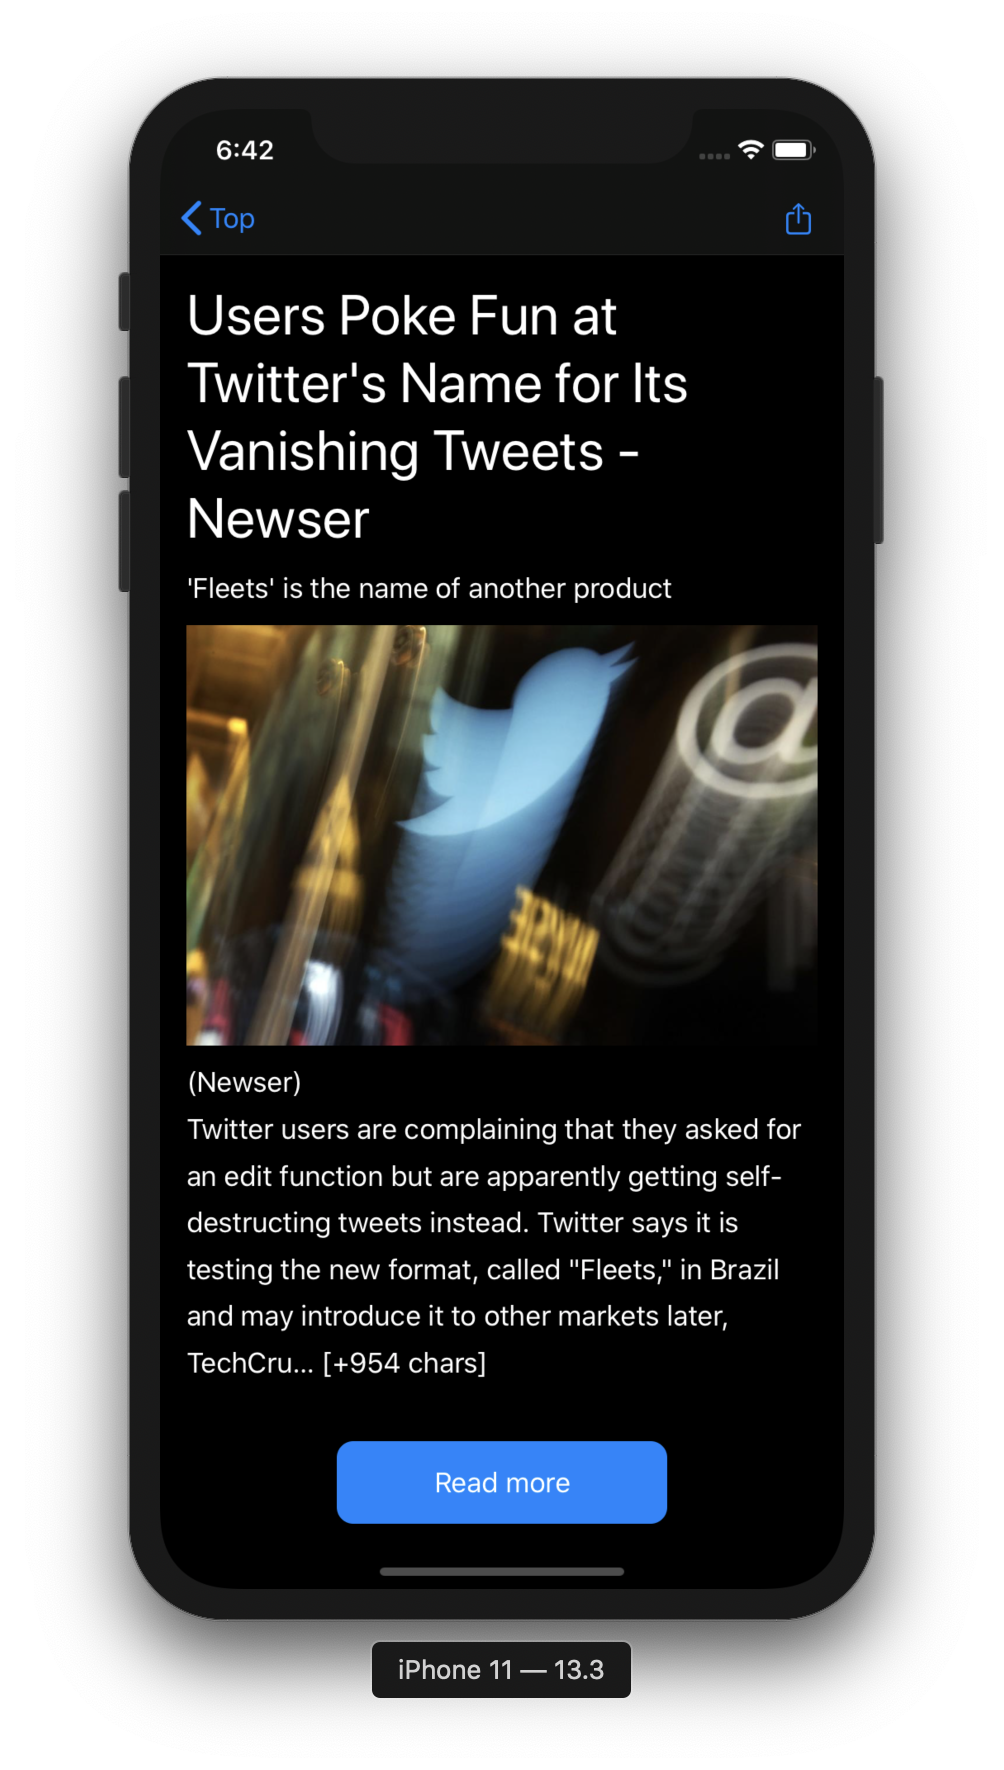 6:42
Top
Users Poke Fun at
Twitter's Name for Its
Vanishing Tweets -
Newser
'Fleets' is the name of another product
@
(Newser)
Twitter users are complaining that they asked for
an edit function but are apparently getting self-
destructing tweets instead. Twitter says it is
testing the new format, called "Fleets," in Brazil
and may introduce it to other markets later,
TechCru... [+954 chars]
Read more
iPhone 11 — 13.3